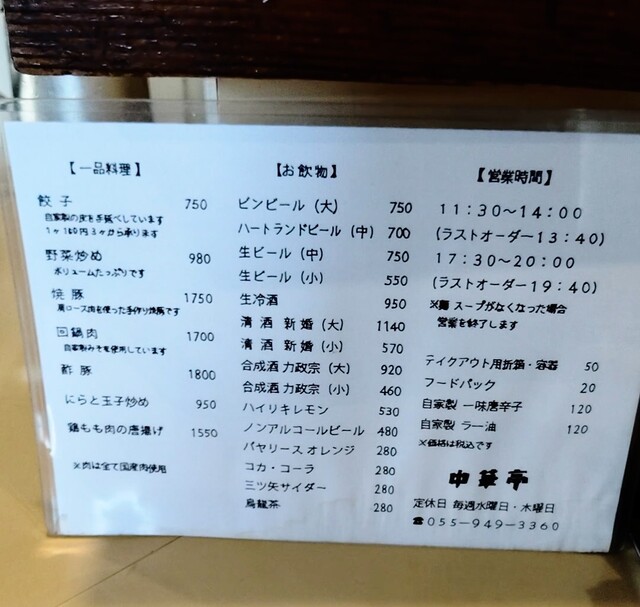 【一品料理】
餃子 750
自家製の皮を手延べしています
1ヶ160円3ヶから承ります
野菜炒め 980
ボリュームたっぷりです
焼豚 1750
肩ロース肉を使った手作り焼豚です
回鍋肉 1700
自家製みそを使用しています
酢豚 1800
にらと玉子炒め 950
鶏もも肉の唐揚げ 1550
※肉は全て国産肉使用
【お飲物】
ビンビール（大） 750
ハートランドビール（中） 700
生ビール（中） 750
生ビール（小） 550
生冷酒 950
清酒 新婚（大） 1140
清酒 新婚（小） 570
合成酒 力政宗（大） 920
合成酒 力政宗（小） 460
ハイリキレモン 530
ノンアルコールビール 480
バヤリースオレンジ 280
コカ・コーラ 280
三ツ矢サイダー 280
烏龍茶 280
【営業時間】
11：30～14：00
(ラストオーダー13：40)
17：30～20：00
(ラストオーダー19：40)
※麺 スープがなくなった場合
営業を終了します
テイクアウト用折箱・容器 50
フードパック 20
自家製 一味唐辛子 120
自家製 ラー油 120
※価格は税込です
中華亭
定休日 毎週水曜日・木曜日
☎055-949-3360